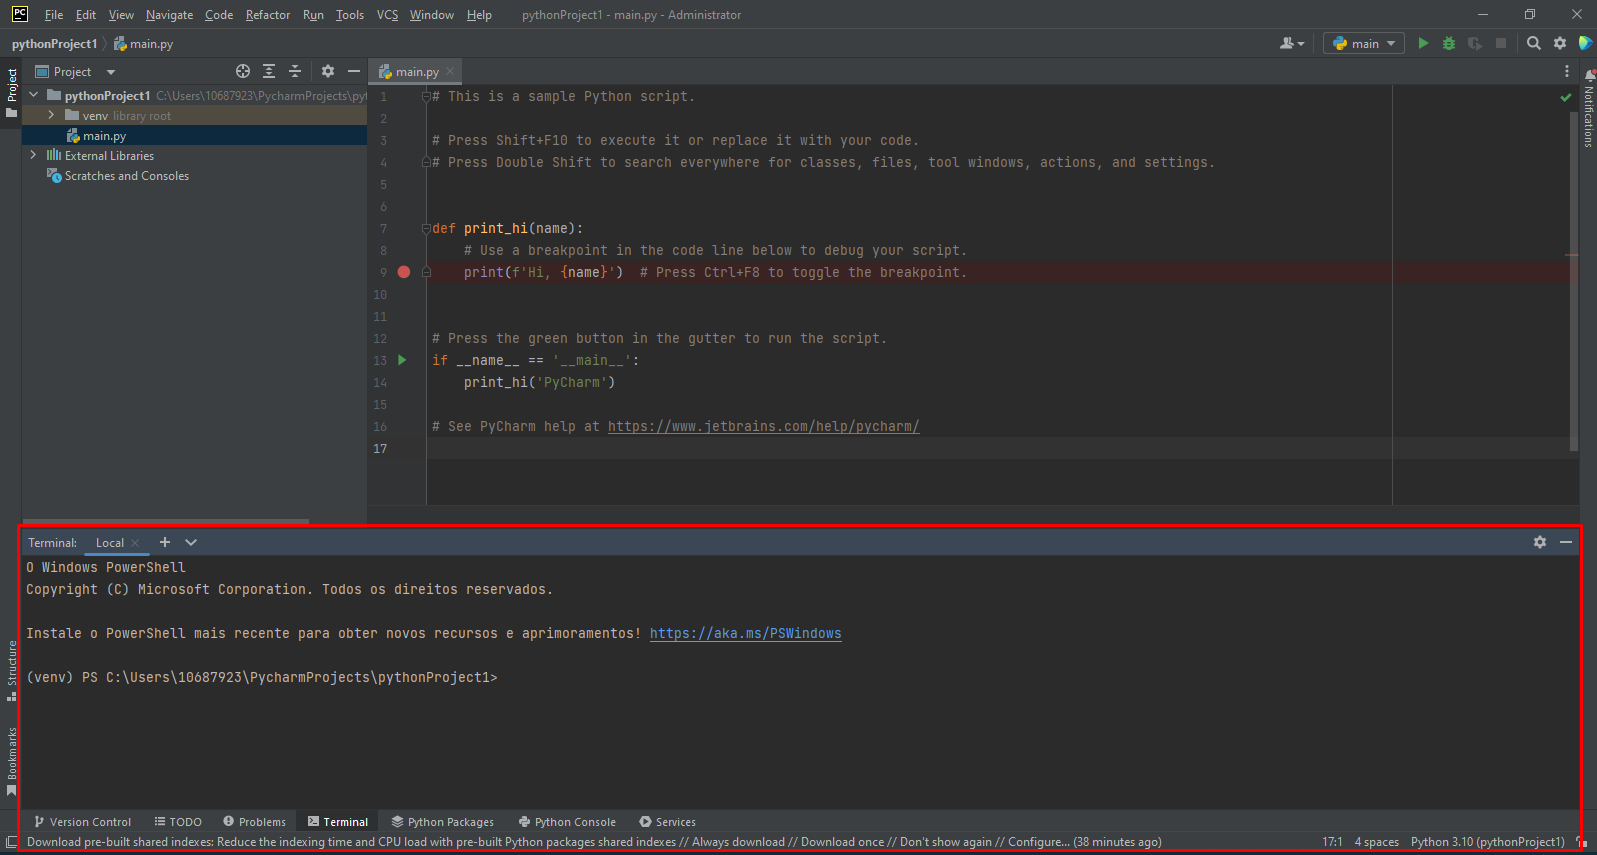 PC File Edit View Navigate Code Refactor Run Tools VCS Window Help pythonProject1 - main.py - Administrator
pythonProject1 main.py main
Project main.py
Project
pythonProject1 C:\Users\10687923\PycharmProjects\pyt
venv library root
main.py
External Libraries
Scratches and Consoles
1 # This is a sample Python script.
2
3 # Press Shift+F10 to execute it or replace it with your code.
4 # Press Double Shift to search everywhere for classes, files, tool windows, actions, and settings.
5
6
7 def print_hi(name):
8 # Use a breakpoint in the code line below to debug your script.
9 print(f'Hi, {name}') # Press Ctrl+F8 to toggle the breakpoint.
10
11
12 # Press the green button in the gutter to run the script.
13 if __name__ == '__main__':
14 print_hi('PyCharm')
15
16 # See PyCharm help at https://www.jetbrains.com/help/pycharm/
17
Notifications
Terminal: Local
O Windows PowerShell
Copyright (C) Microsoft Corporation. Todos os direitos reservados.
Instale o PowerShell mais recente para obter novos recursos e aprimoramentos! https://aka.ms/PSWindows
(venv) PS C:\Users\10687923\PycharmProjects\pythonProject1>
Structure
Bookmarks
Version Control TODO Problems Terminal Python Packages Python Console Services
Download pre-built shared indexes: Reduce the indexing time and CPU load with pre-built Python packages shared indexes // Always download // Download once // Don't show again // Configure... (38 minutes ago) 17:1 4 spaces Python 3.10 (pythonProject1)